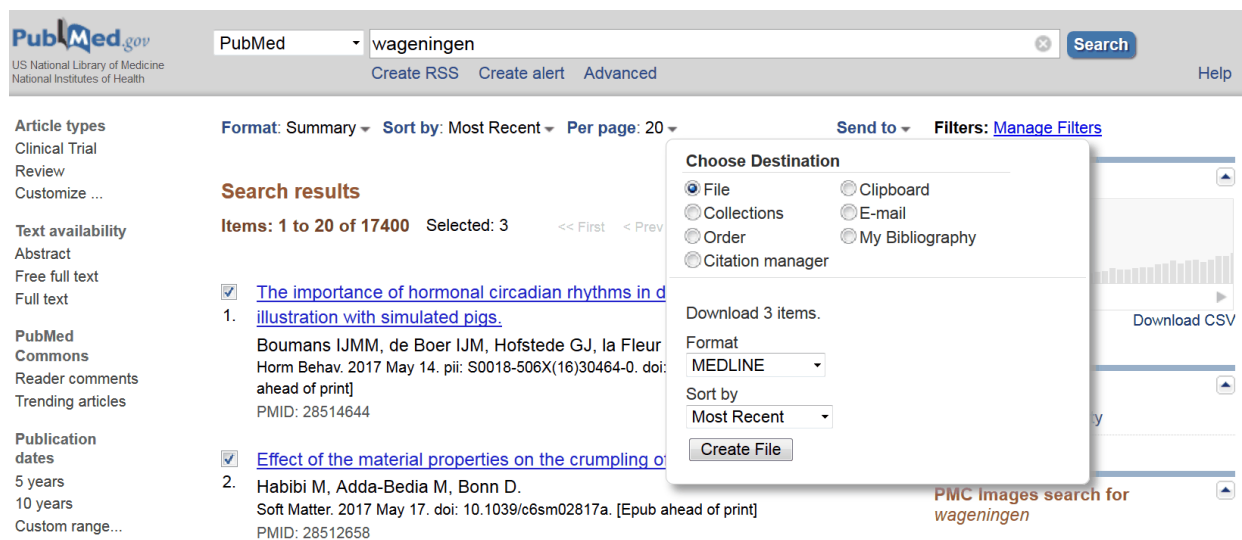 PubMed.gov
US National Library of Medicine
National Institutes of Health
PubMed
wageningen
Search
Create RSS Create alert Advanced
Help
Article types
Clinical Trial
Review
Customize ...
Text availability
Abstract
Free full text
Full text
PubMed
Commons
Reader comments
Trending articles
Publication
dates
5 years
10 years
Custom range...
Format: Summary Sort by: Most Recent Per page: 20
Send to
Filters: Manage Filters
Search results
Items: 1 to 20 of 17400 Selected: 3 << First < Prev
1. The importance of hormonal circadian rhythms in d
illustration with simulated pigs.
Boumans IJMM, de Boer IJM, Hofstede GJ, la Fleur
Horm Behav. 2017 May 14. pii: S0018-506X(16)30464-0. doi:
ahead of print]
PMID: 28514644
2. Effect of the material properties on the crumpling of
Habibi M, Adda-Bedia M, Bonn D.
Soft Matter. 2017 May 17. doi: 10.1039/c6sm02817a. [Epub ahead of print]
PMID: 28512658
Choose Destination
File Clipboard
Collections E-mail
Order My Bibliography
Citation manager
Download 3 items.
Format
MEDLINE
Sort by
Most Recent
Create File
Download CSV
y
PMC Images search for
wageningen